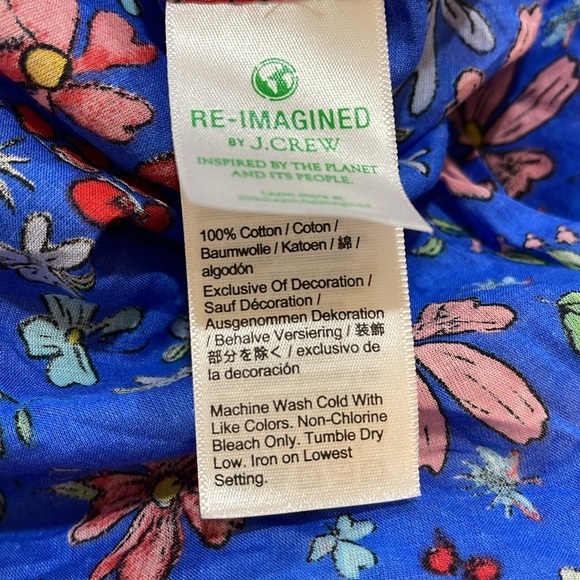 RE-IMAGINED
BY J.CREW
INSPIRED BY THE PLANET
AND ITS PEOPLE.
100% Cotton / Coton /
Baumwolle / Katoen / 綿 /
algodón
Exclusive Of Decoration /
Sauf Décoration /
Ausgenommen Dekoration
/ Behalve Versiering / 装飾
部分を除く / exclusivo de
la decoración
Machine Wash Cold With
Like Colors. Non-Chlorine
Bleach Only. Tumble Dry
Low. Iron on Lowest
Setting.